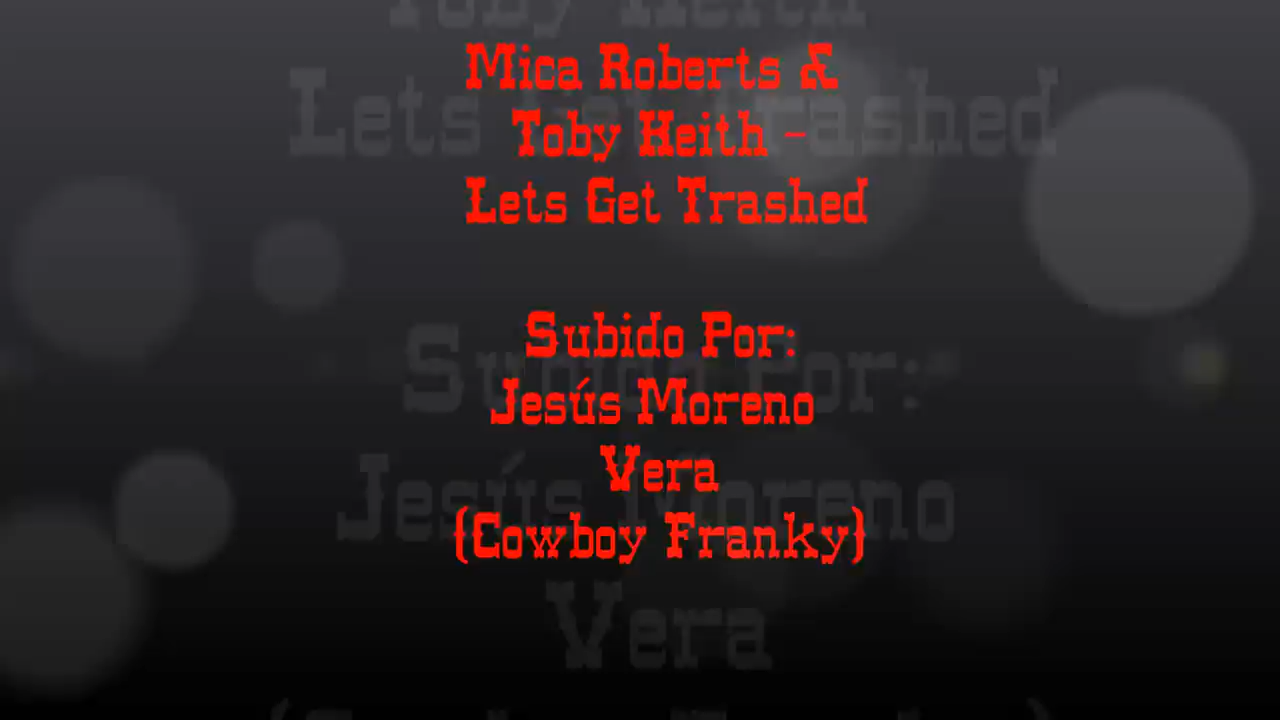 Mica Roberts &
Toby Keith -
Lets Get Trashed
Subido Por:
Jesús Moreno
Vera
(Cowboy Franky)